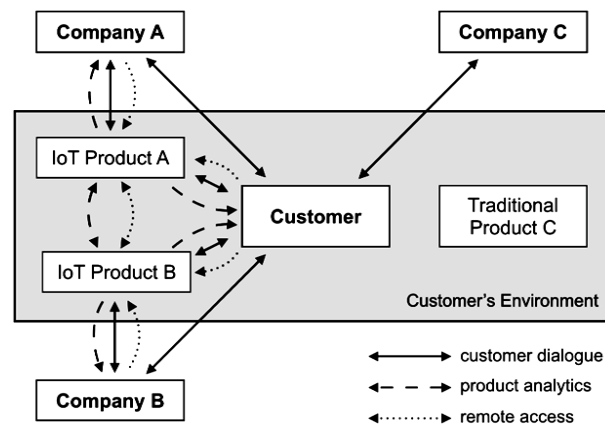 Company A
Company C
IoT Product A
Customer
Traditional
Product C
IoT Product B
Customer's Environment
customer dialogue
product analytics
Company B
remote access